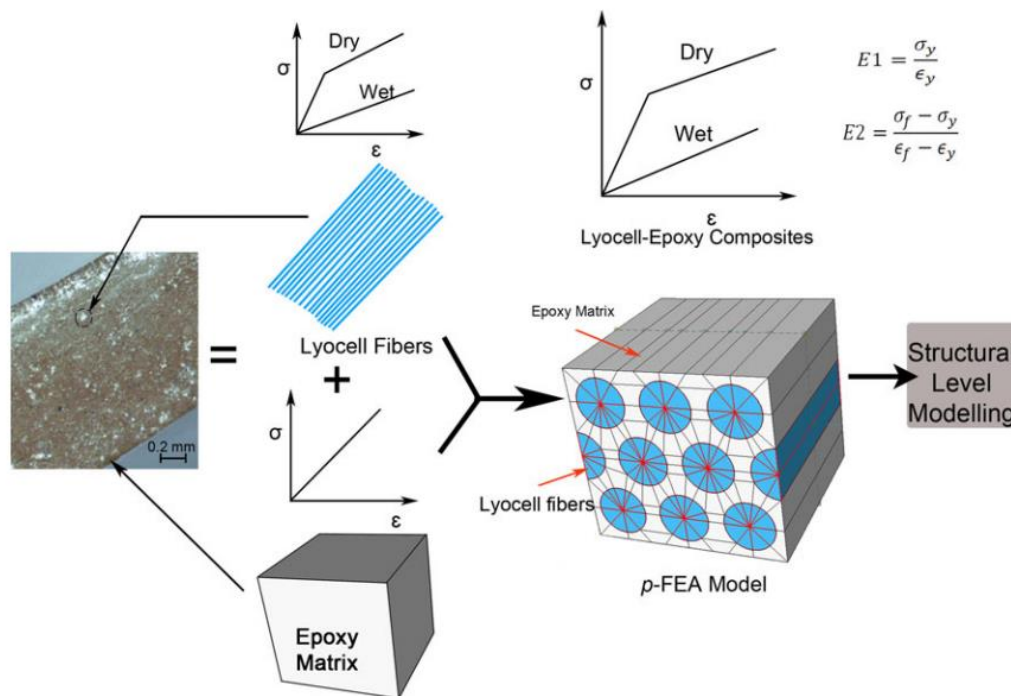 σ
Dry
Wet
ε
σ
Dry
Wet
ε
Lyocell-Epoxy Composites
E1 = σy / ϵy
E2 = (σf − σy) / (ϵf − ϵy)
0.2 mm
=
Lyocell Fibers
+
σ
ε
Epoxy
Matrix
Epoxy Matrix
Lyocell fibers
p-FEA Model
Structural
Level
Modelling